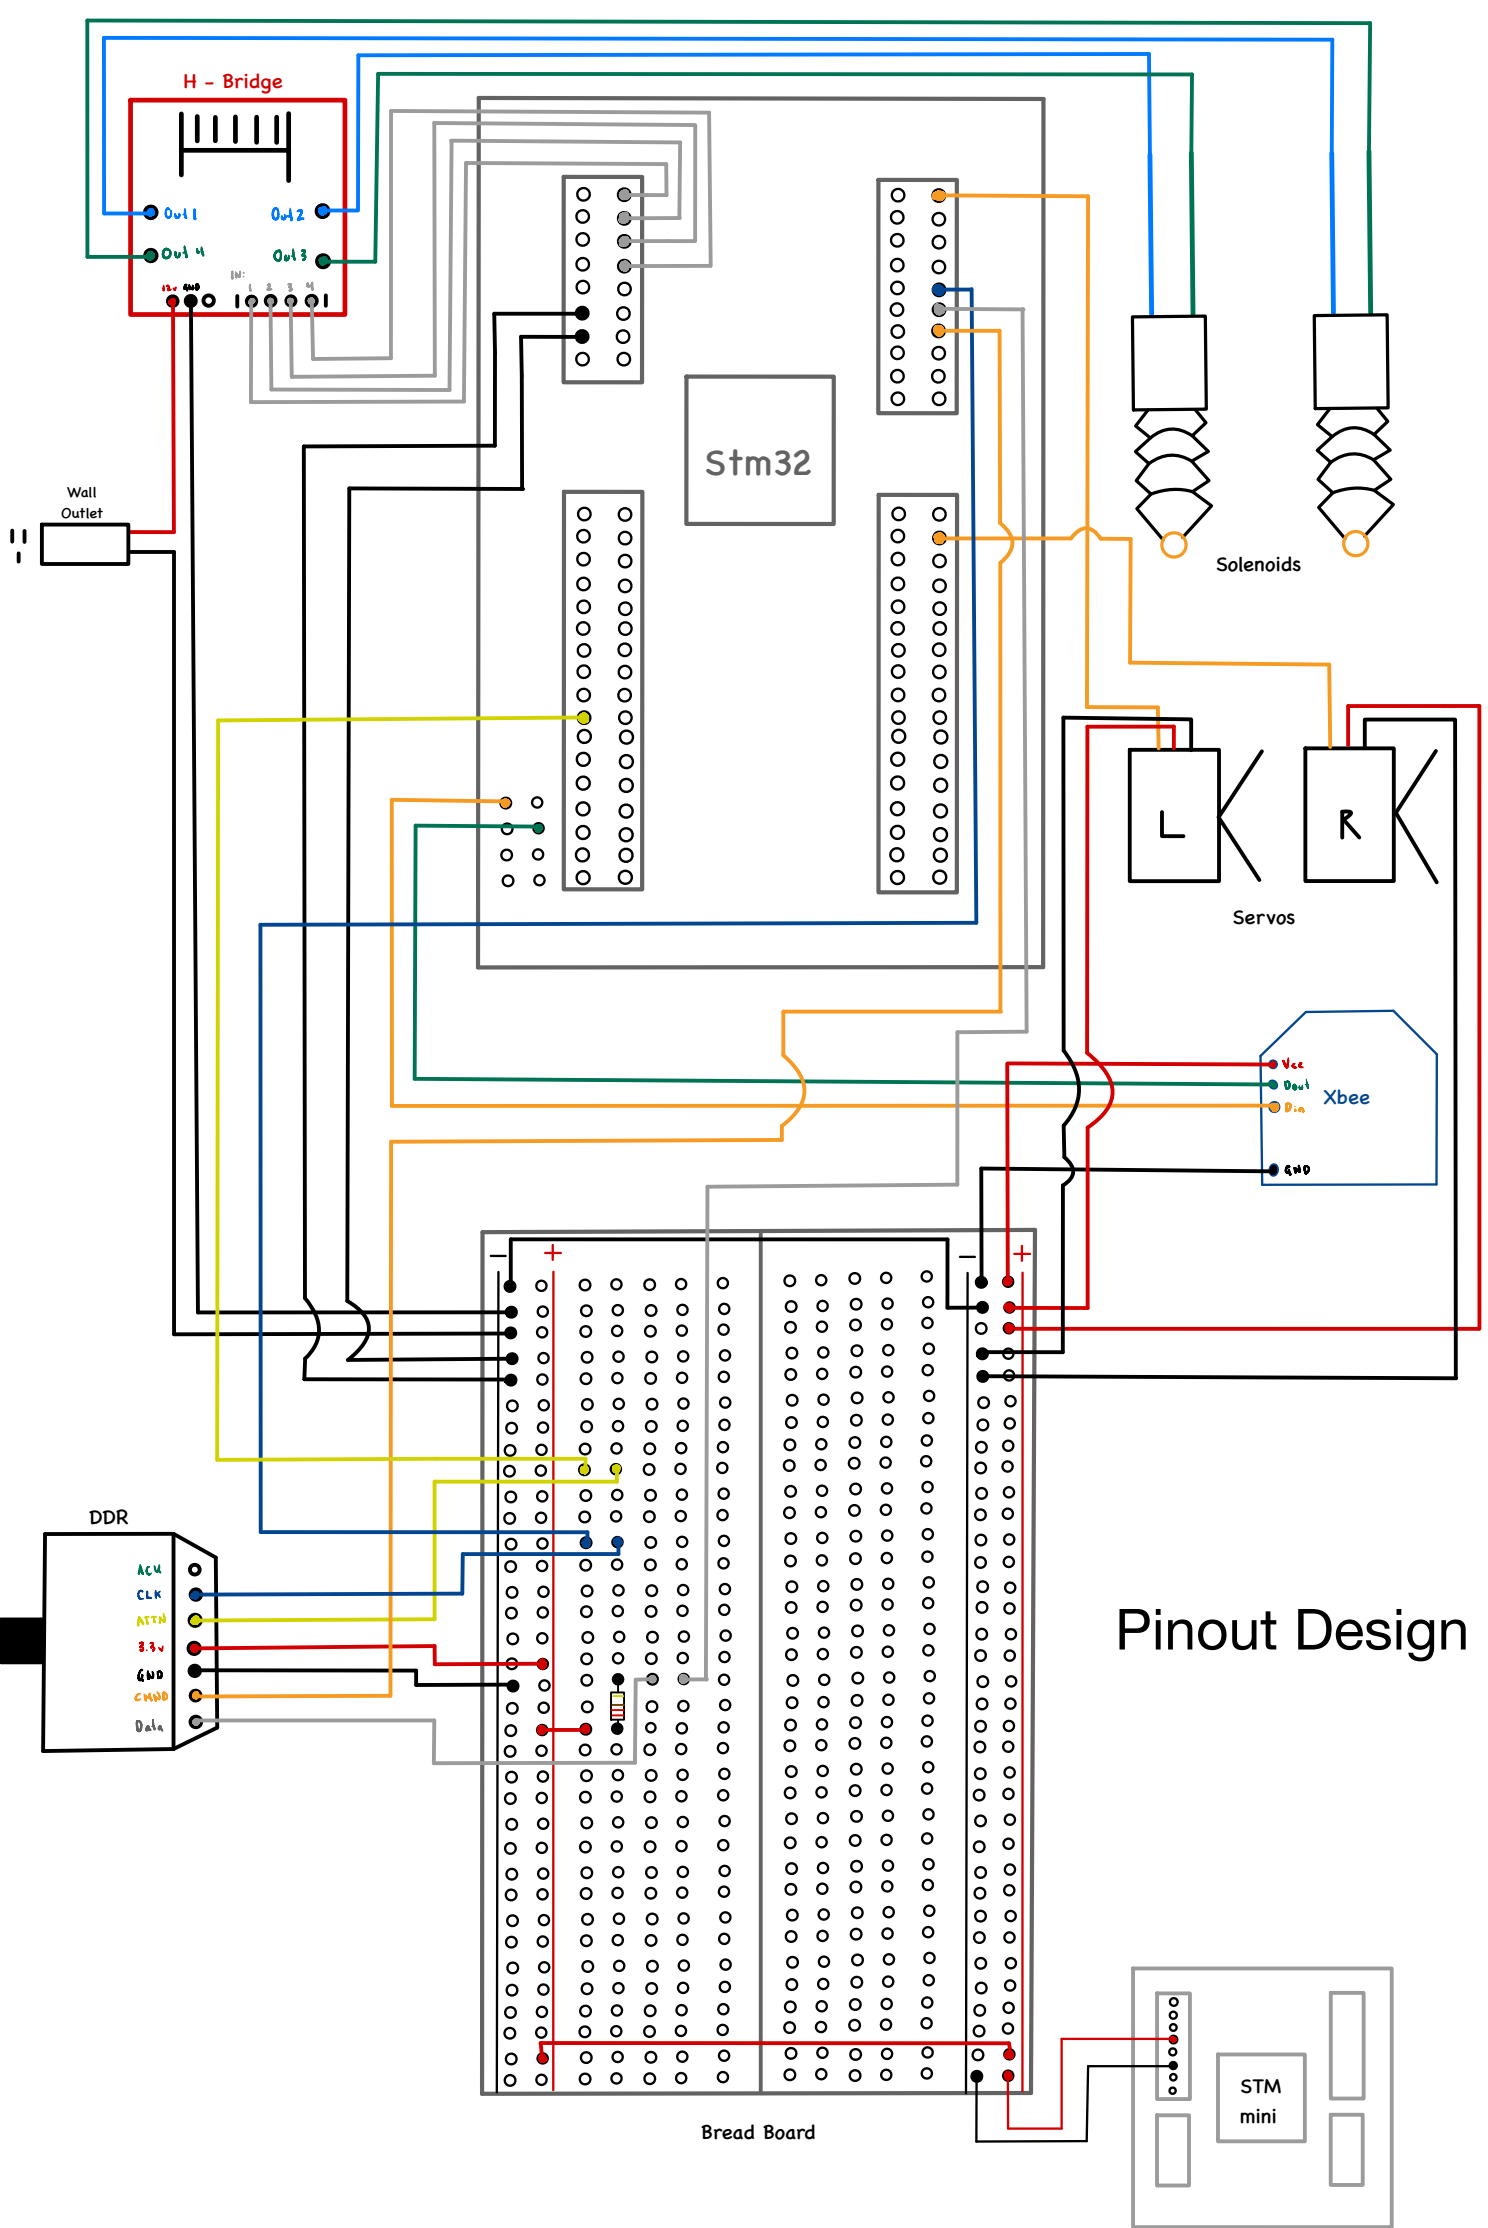 H - Bridge
Out 1
Out 2
Out 4
Out 3
IN:
12v GND
1 2 3 4
Stm32
Wall
Outlet
Solenoids
L
R
Servos
Vcc
Dout
Din
Xbee
GND
− + − +
DDR
ACK
CLK
ATTN
3.3v
GND
CMND
Data
Pinout Design
STM
mini
Bread Board